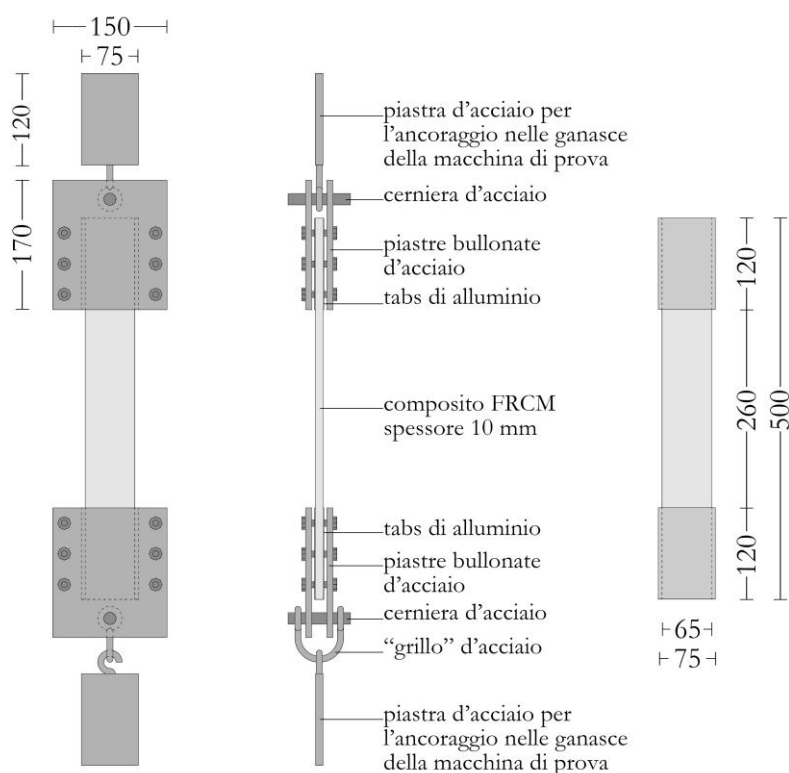 150
75
120
170
piastra d'acciaio per
l'ancoraggio nelle ganasce
della macchina di prova
cerniera d'acciaio
piastre bullonate
d'acciaio
tabs di alluminio
composito FRCM
spessore 10 mm
tabs di alluminio
piastre bullonate
d'acciaio
cerniera d'acciaio
“grillo” d'acciaio
piastra d'acciaio per
l'ancoraggio nelle ganasce
della macchina di prova
120
260
500
120
65
75